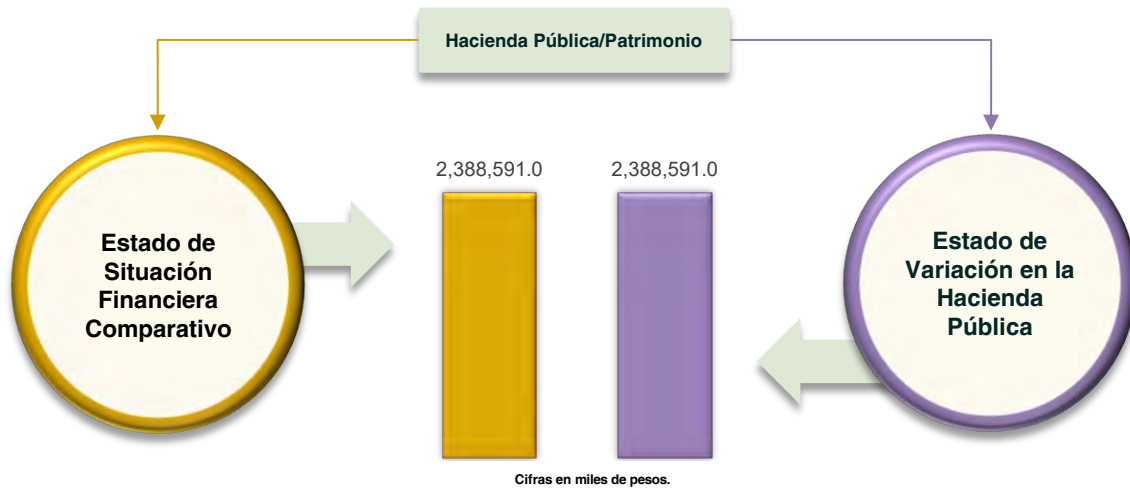 Hacienda Pública/Patrimonio
Estado de
Situación
Financiera
Comparativo
2,388,591.0
2,388,591.0
Estado de
Variación en la
Hacienda
Pública
Cifras en miles de pesos.